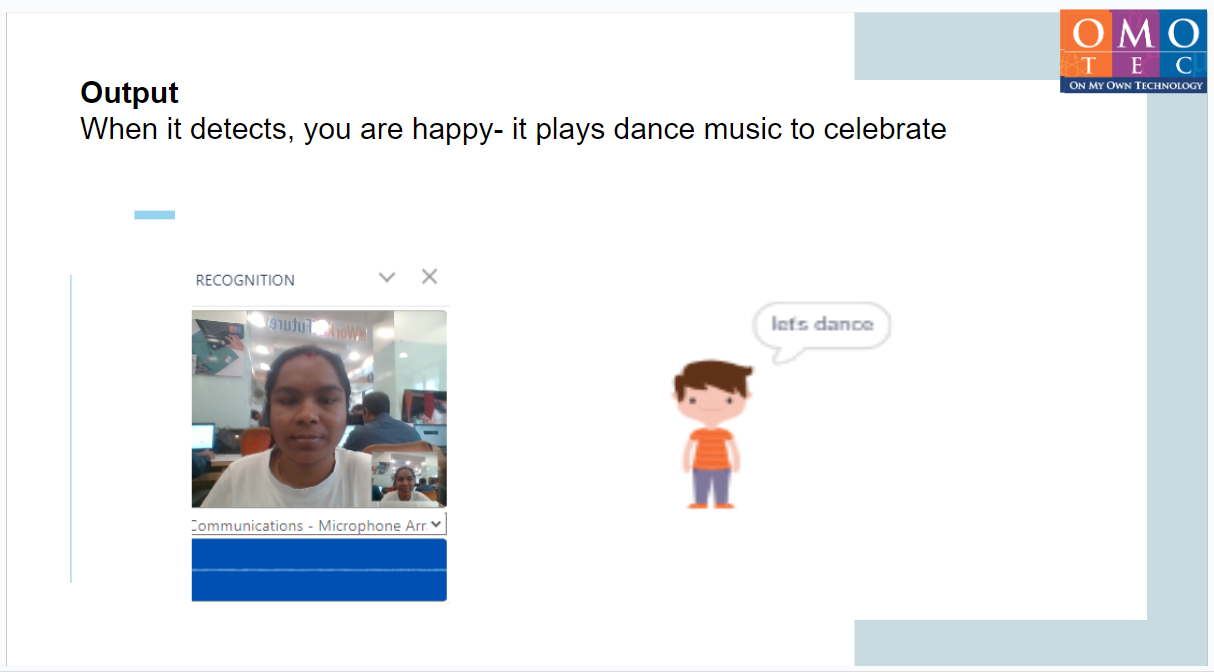 OMO
TEC
ON MY OWN TECHNOLOGY
Output
When it detects, you are happy- it plays dance music to celebrate
RECOGNITION
let's dance
Communications - Microphone Arr